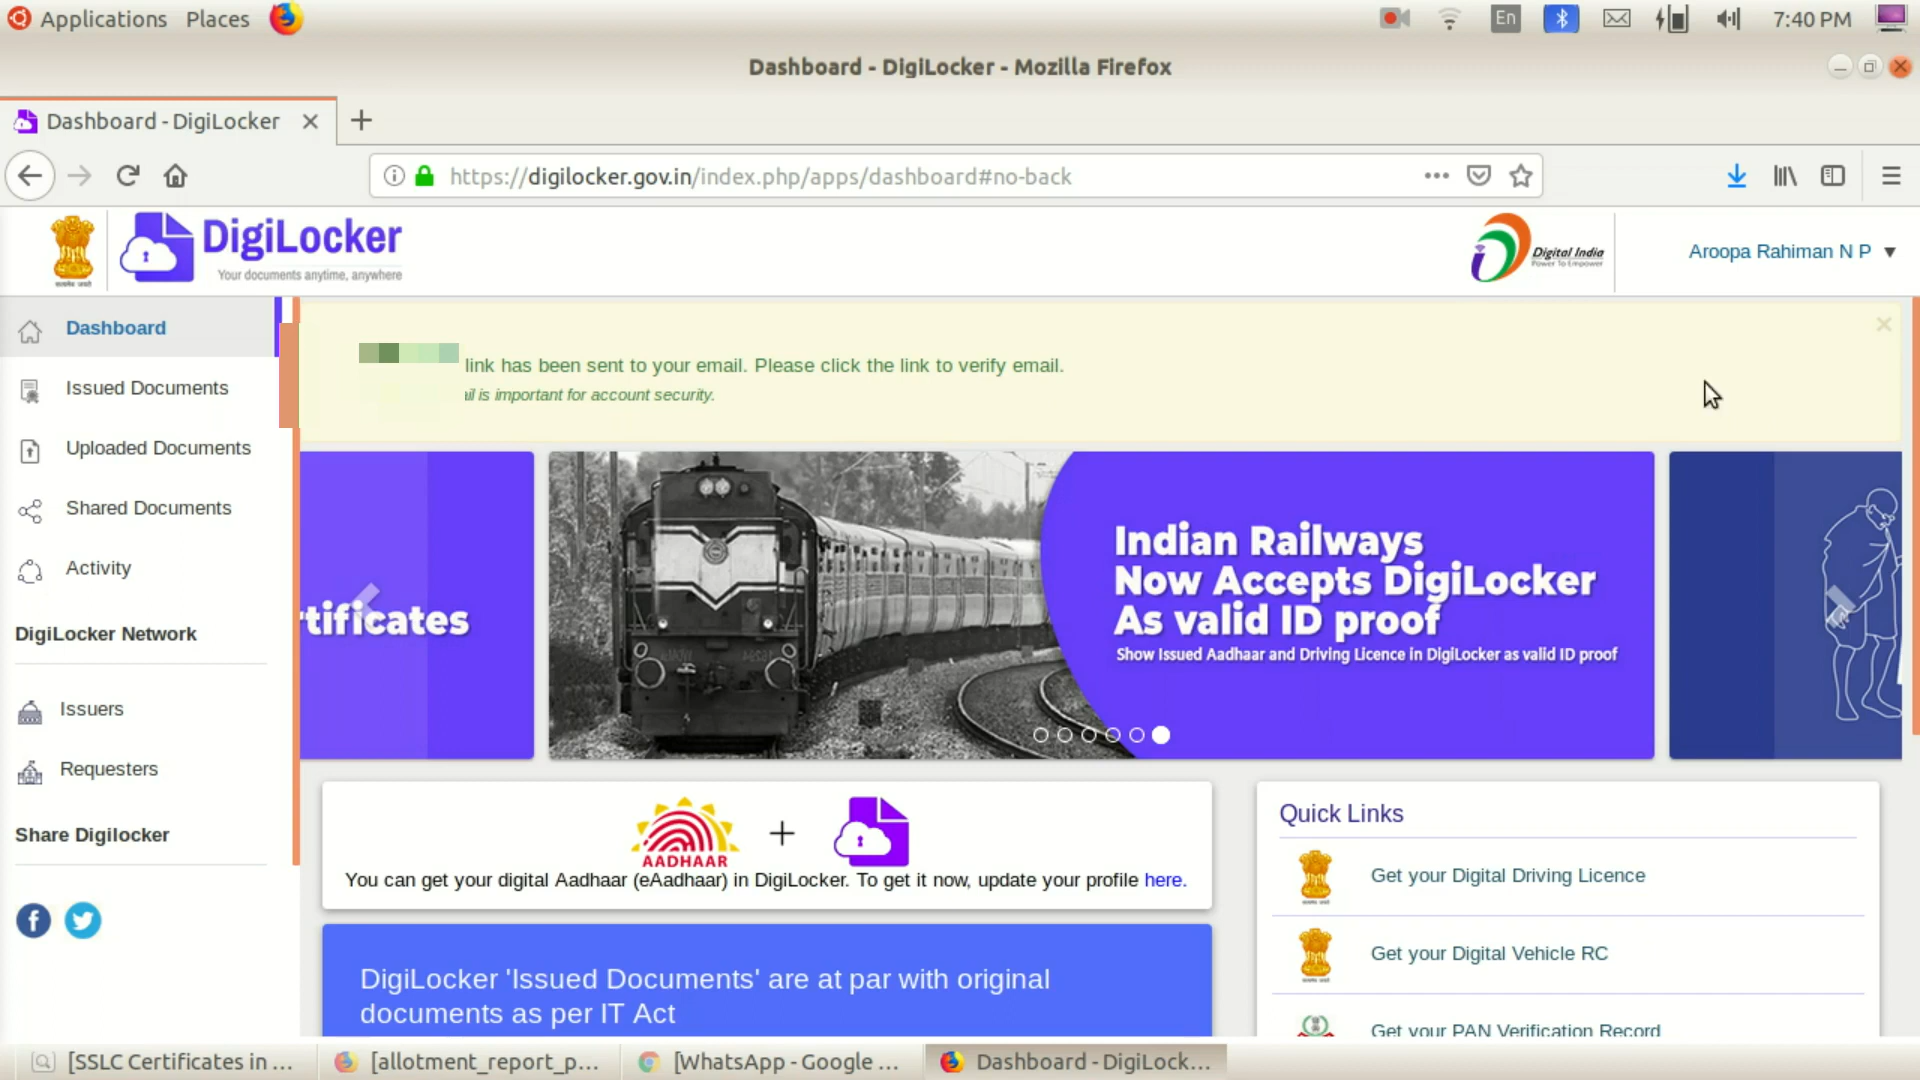 Applications Places
En
7:40 PM
Dashboard - DigiLocker - Mozilla Firefox
Dashboard - DigiLocker
https://digilocker.gov.in/index.php/apps/dashboard#no-back
DigiLocker
Your documents anytime, anywhere
Digital India
Power To Empower
Aroopa Rahiman N P
Dashboard
Issued Documents
Uploaded Documents
Shared Documents
Activity
DigiLocker Network
Issuers
Requesters
Share Digilocker
link has been sent to your email. Please click the link to verify email.
ail is important for account security.
rtificates
Indian Railways
Now Accepts DigiLocker
As valid ID proof
Show Issued Aadhaar and Driving Licence in DigiLocker as valid ID proof
AADHAAR
+
You can get your digital Aadhaar (eAadhaar) in DigiLocker. To get it now, update your profile here.
DigiLocker 'Issued Documents' are at par with original
documents as per IT Act
Quick Links
Get your Digital Driving Licence
Get your Digital Vehicle RC
Get your PAN Verification Record
[SSLC Certificates in ...
[allotment_report_p...
[WhatsApp - Google ...
Dashboard - DigiLock...